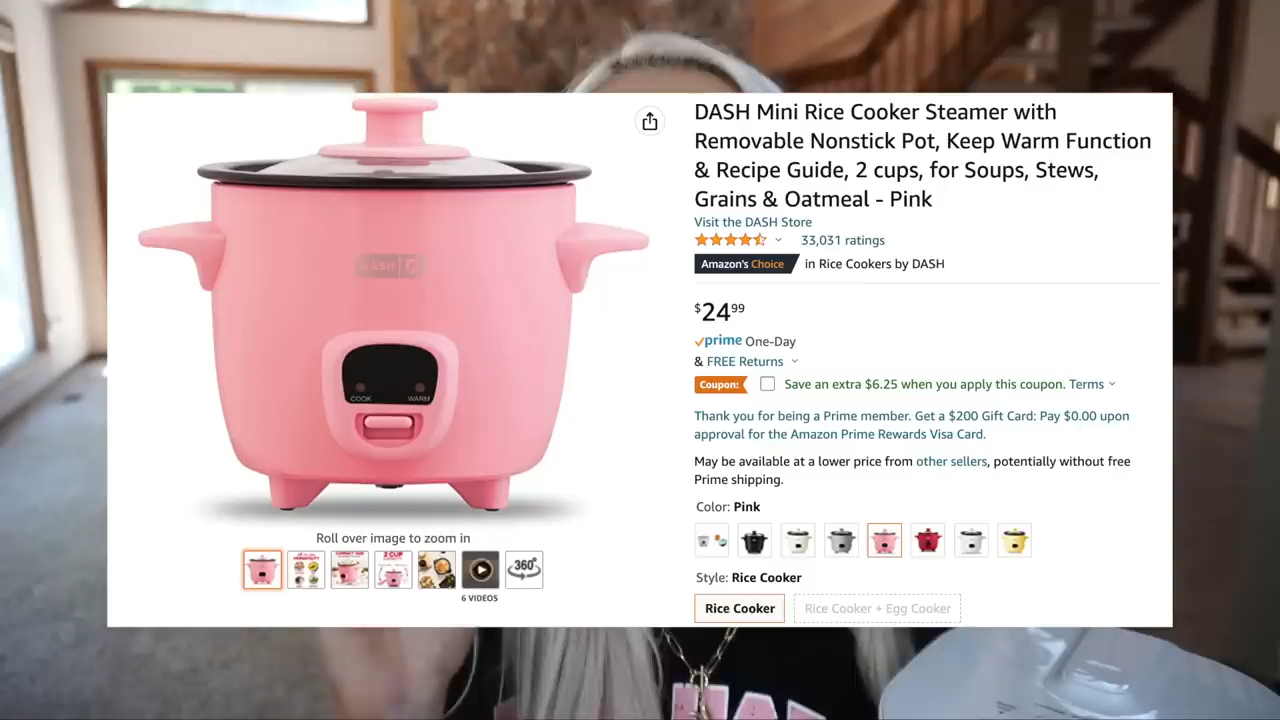 DASH Mini Rice Cooker Steamer with
Removable Nonstick Pot, Keep Warm Function
& Recipe Guide, 2 cups, for Soups, Stews,
Grains & Oatmeal - Pink
Visit the DASH Store
33,031 ratings
Amazon's Choice in Rice Cookers by DASH
$24.99
prime One-Day
& FREE Returns
Coupon: Save an extra $6.25 when you apply this coupon. Terms
Thank you for being a Prime member. Get a $200 Gift Card: Pay $0.00 upon
approval for the Amazon Prime Rewards Visa Card.
May be available at a lower price from other sellers, potentially without free
Prime shipping.
Color: Pink
Style: Rice Cooker
Rice Cooker Rice Cooker + Egg Cooker
DASH
COOK WARM
Roll over image to zoom in
2 CUP
360°
6 VIDEOS